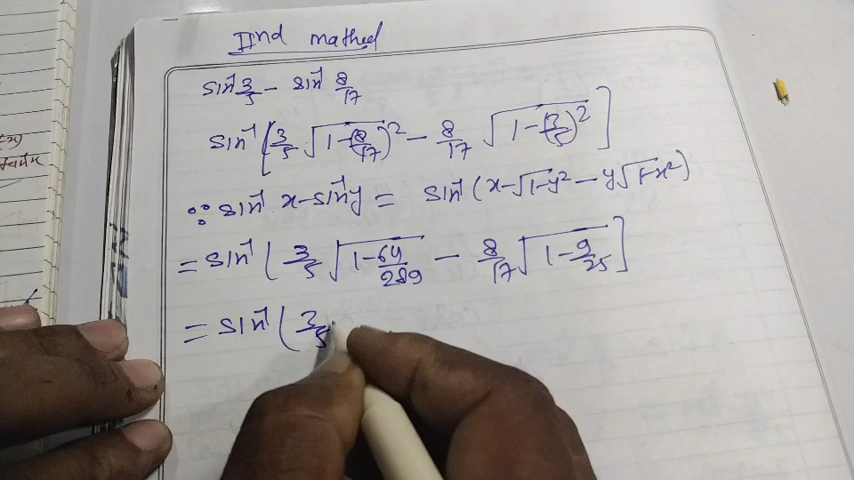 IInd mathed
sin⁻¹ 3/5 - sin⁻¹ 8/17
sin⁻¹ [3/5 √1-(8/17)² - 8/17 √1-(3/5)²]
∵ sin⁻¹ x-sin⁻¹y = sin⁻¹ (x-√1-y² - y√1-x²)
= sin⁻¹ [ 3/5 √1-64/289 - 8/17 √1-9/25 ]
= sin⁻¹ ( 3/5